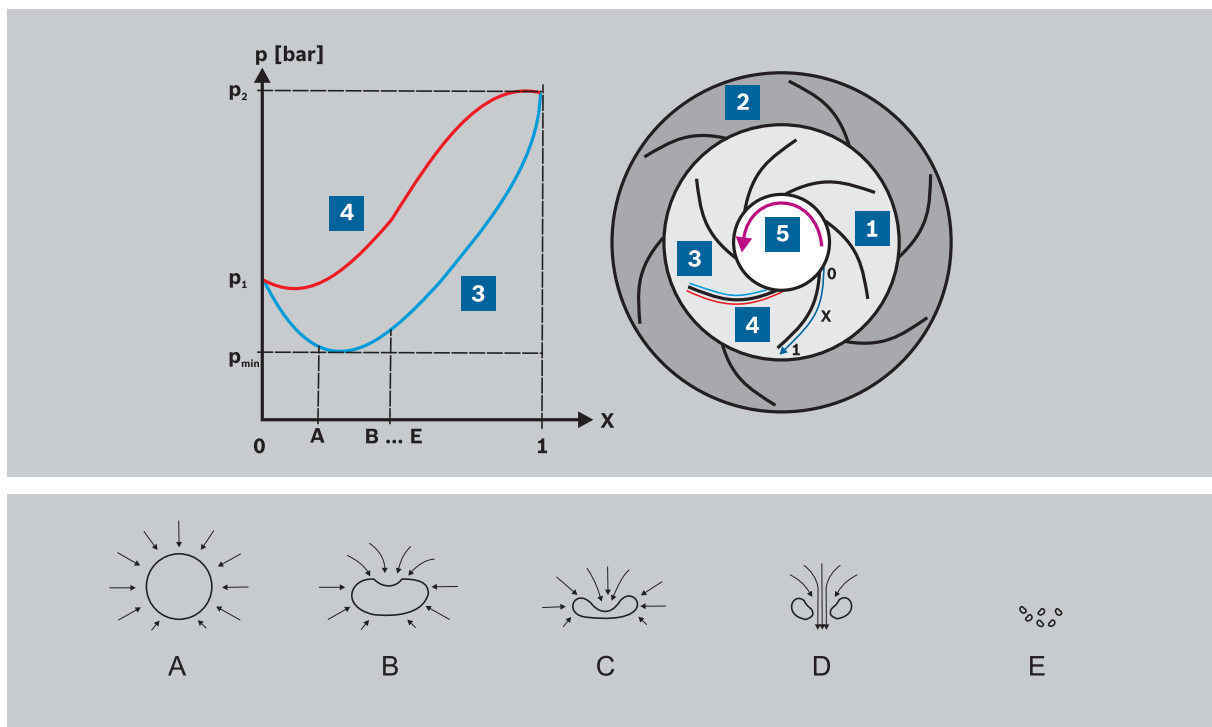 p [bar]
p₂
4
p₁
3
pₘᵢₙ
A B ... E X
0 1
2
1
5
3
0
4
X
1
A B C D E